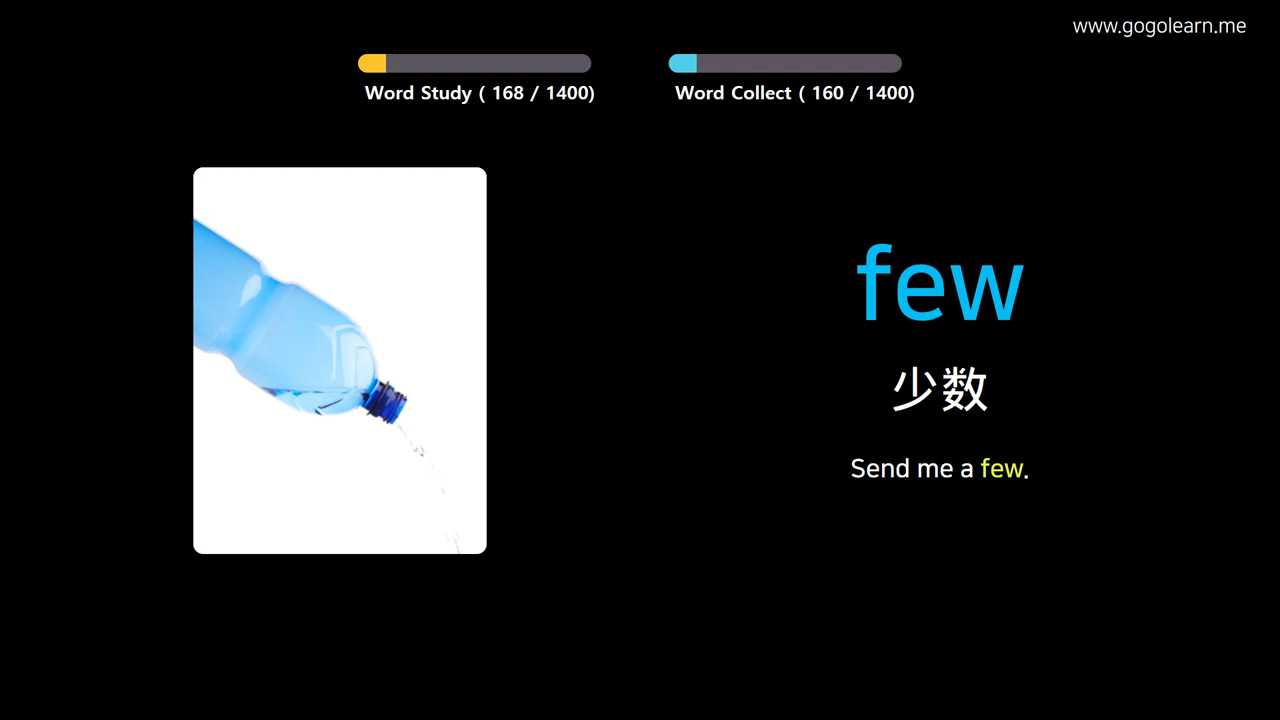 www.gogolearn.me
Word Study ( 168 / 1400)
Word Collect ( 160 / 1400)
few
少数
Send me a few.